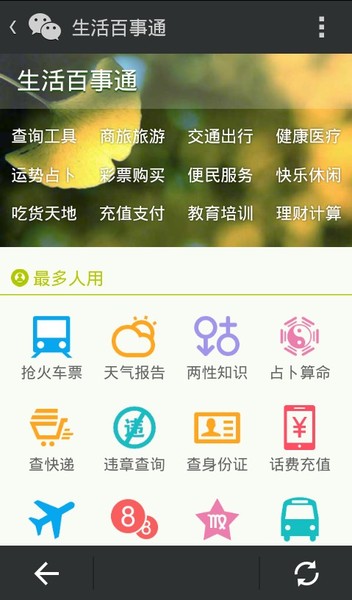 生活百事通
生活百事通
查询工具 商旅旅游 交通出行 健康医疗
运势占卜 彩票购买 便民服务 快乐休闲
吃货天地 充值支付 教育培训 理财计算
最多人用
抢火车票 天气报告 两性知识 占卜算命
违
查快递 违章查询 查身份证 话费充值
8 8